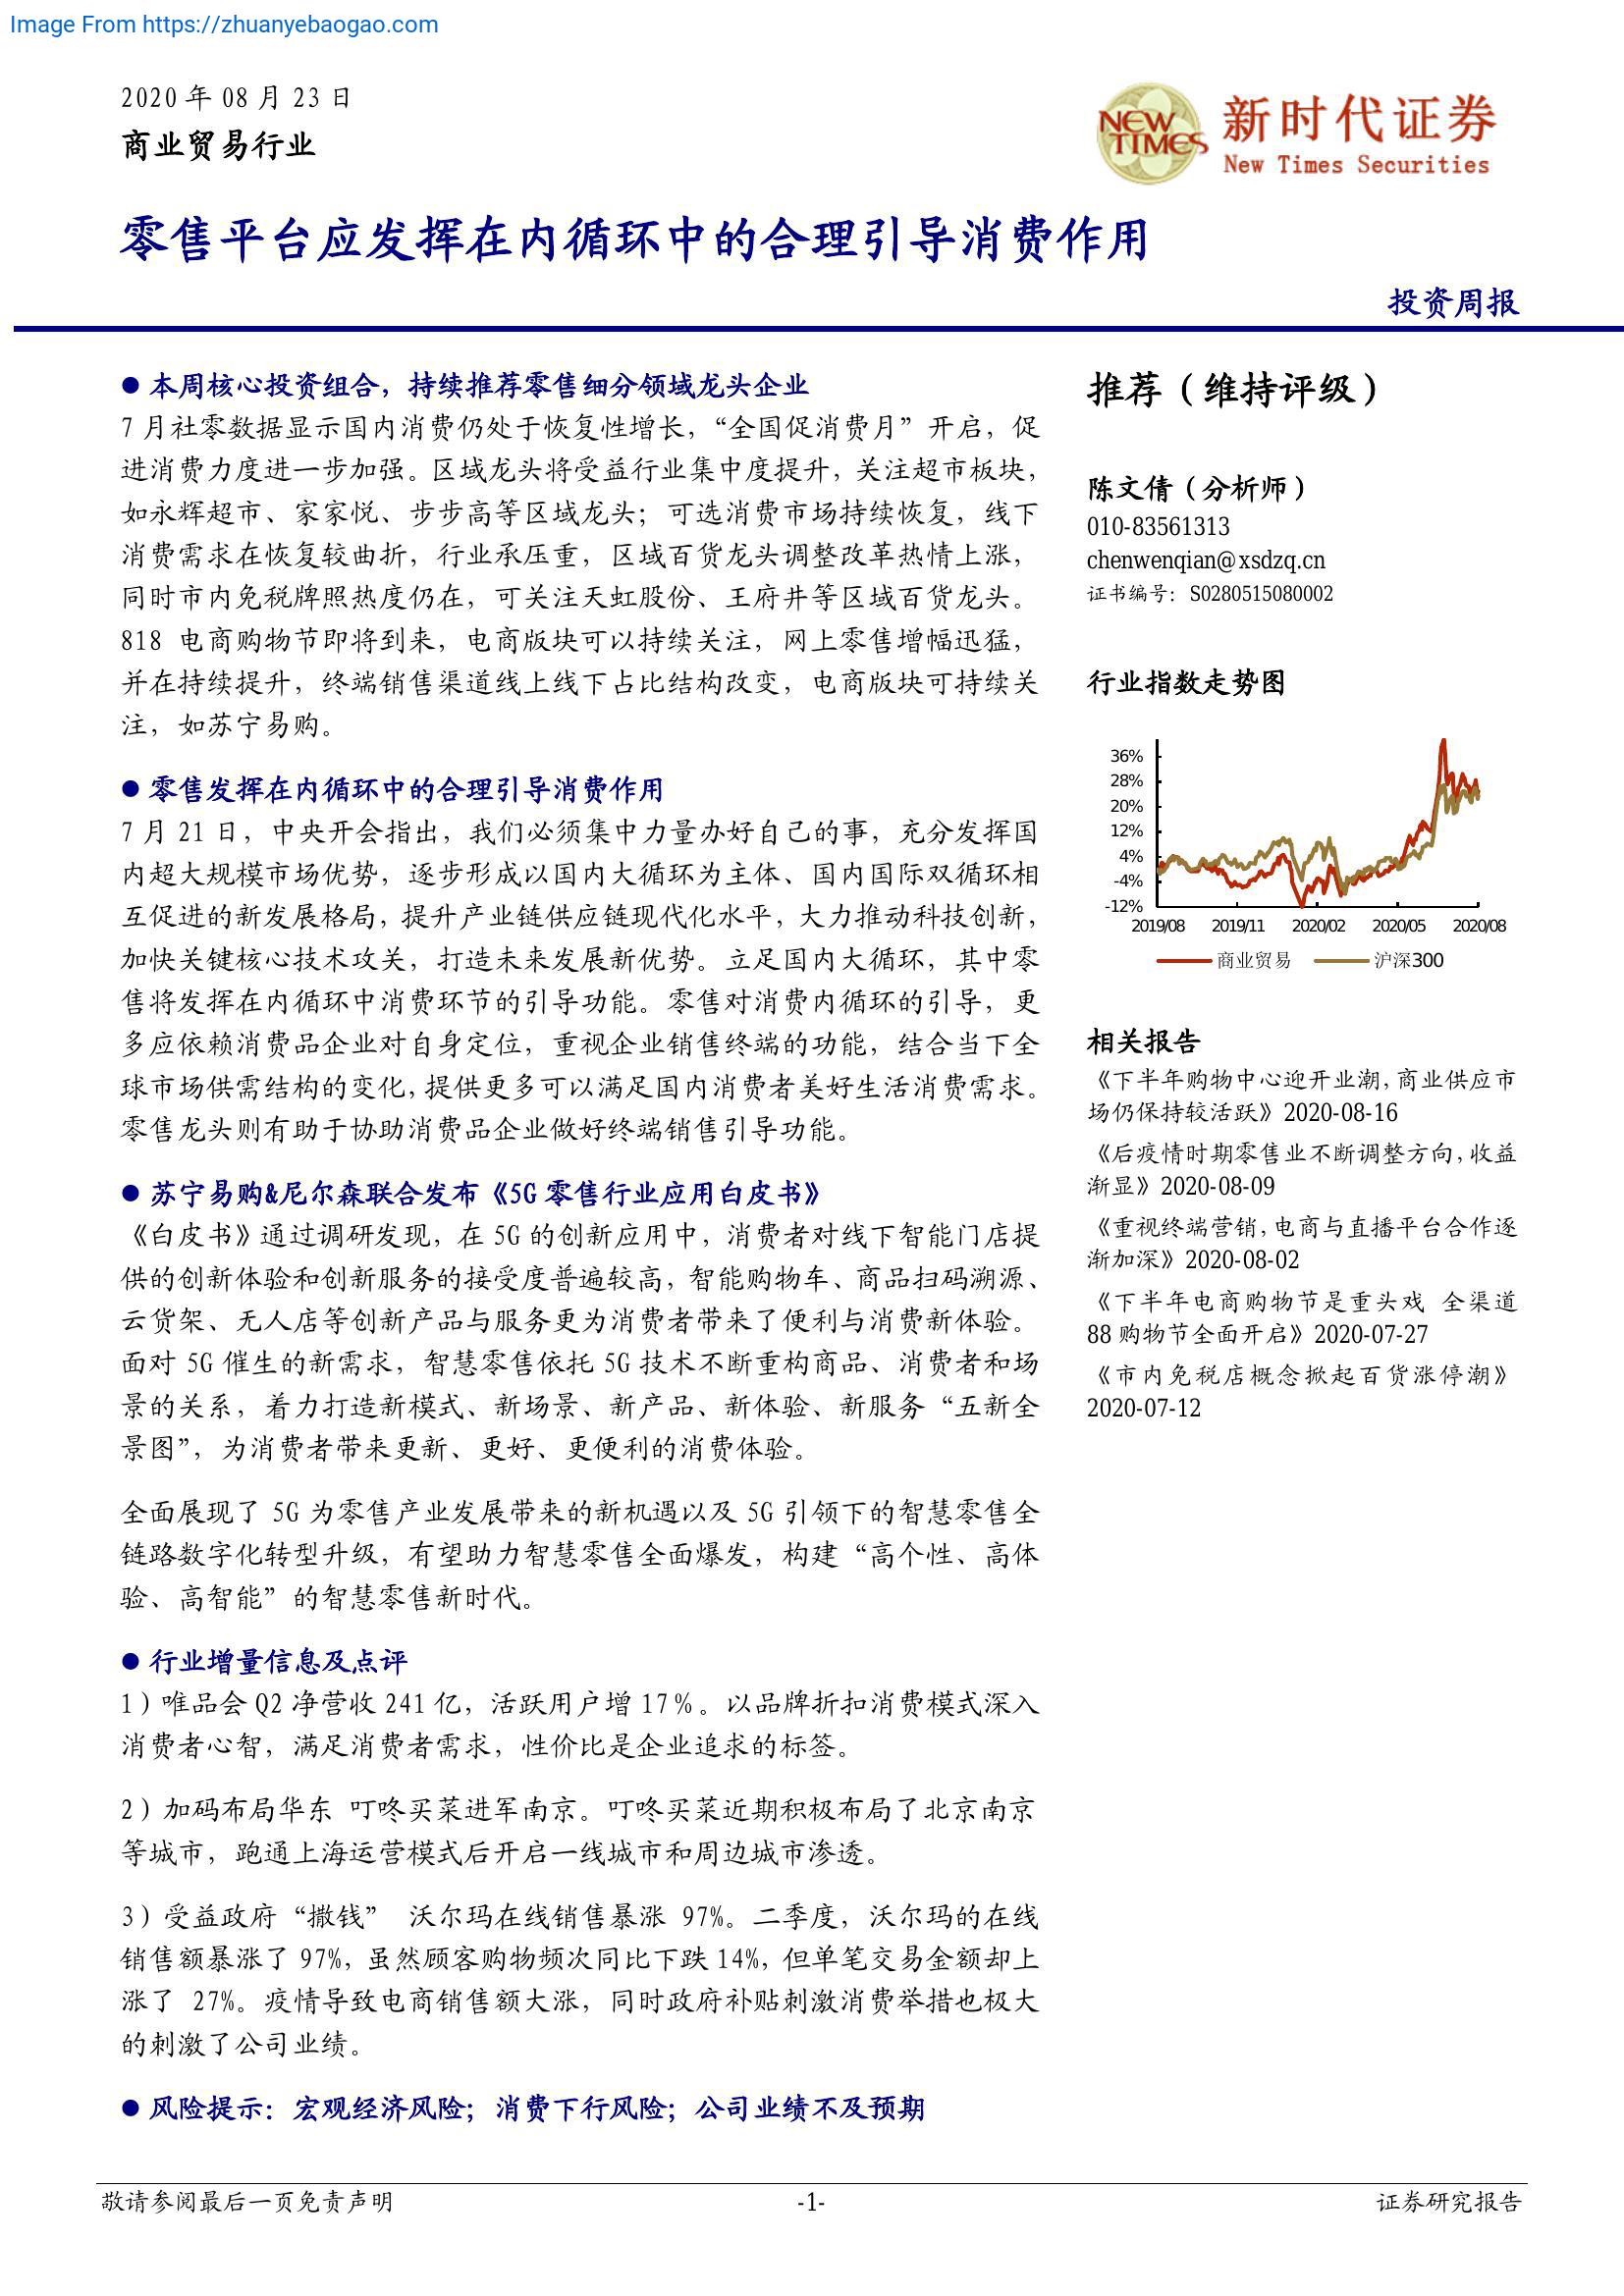 Image From https://zhuanyebaogao.com
2020 年 08 月 23 日
商业贸易行业
NEW TIMES
新时代证券
New Times Securities
零售平台应发挥在内循环中的合理引导消费作用
投资周报
● 本周核心投资组合，持续推荐零售细分领域龙头企业
7 月社零数据显示国内消费仍处于恢复性增长，“全国促消费月”开启，促
进消费力度进一步加强。区域龙头将受益行业集中度提升，关注超市板块，
如永辉超市、家家悦、步步高等区域龙头；可选消费市场持续恢复，线下
消费需求在恢复较曲折，行业承压重，区域百货龙头调整改革热情上涨，
同时市内免税牌照热度仍在，可关注天虹股份、王府井等区域百货龙头。
818 电商购物节即将到来，电商版块可以持续关注，网上零售增幅迅猛，
并在持续提升，终端销售渠道线上线下占比结构改变，电商版块可持续关
注，如苏宁易购。
● 零售发挥在内循环中的合理引导消费作用
7 月 21 日，中央开会指出，我们必须集中力量办好自己的事，充分发挥国
内超大规模市场优势，逐步形成以国内大循环为主体、国内国际双循环相
互促进的新发展格局，提升产业链供应链现代化水平，大力推动科技创新，
加快关键核心技术攻关，打造未来发展新优势。立足国内大循环，其中零
售将发挥在内循环中消费环节的引导功能。零售对消费内循环的引导，更
多应依赖消费品企业对自身定位，重视企业销售终端的功能，结合当下全
球市场供需结构的变化，提供更多可以满足国内消费者美好生活消费需求。
零售龙头则有助于协助消费品企业做好终端销售引导功能。
● 苏宁易购&尼尔森联合发布《5G 零售行业应用白皮书》
《白皮书》通过调研发现，在 5G 的创新应用中，消费者对线下智能门店提
供的创新体验和创新服务的接受度普遍较高，智能购物车、商品扫码溯源、
云货架、无人店等创新产品与服务更为消费者带来了便利与消费新体验。
面对 5G 催生的新需求，智慧零售依托 5G 技术不断重构商品、消费者和场
景的关系，着力打造新模式、新场景、新产品、新体验、新服务“五新全
景图”，为消费者带来更新、更好、更便利的消费体验。
全面展现了 5G 为零售产业发展带来的新机遇以及 5G 引领下的智慧零售全
链路数字化转型升级，有望助力智慧零售全面爆发，构建“高个性、高体
验、高智能”的智慧零售新时代。
● 行业增量信息及点评
1）唯品会 Q2 净营收 241 亿，活跃用户增 17%。以品牌折扣消费模式深入
消费者心智，满足消费者需求，性价比是企业追求的标签。
2）加码布局华东 叮咚买菜进军南京。叮咚买菜近期积极布局了北京南京
等城市，跑通上海运营模式后开启一线城市和周边城市渗透。
3）受益政府“撒钱” 沃尔玛在线销售暴涨 97%。二季度，沃尔玛的在线
销售额暴涨了 97%，虽然顾客购物频次同比下跌 14%，但单笔交易金额却上
涨了 27%。疫情导致电商销售额大涨，同时政府补贴刺激消费举措也极大
的刺激了公司业绩。
● 风险提示：宏观经济风险；消费下行风险；公司业绩不及预期
推荐（维持评级）
陈文倩（分析师）
010-83561313
chenwenqian@xsdzq.cn
证书编号：S0280515080002
行业指数走势图
36%
28%
20%
12%
4%
-4%
-12%
2019/08 2019/11 2020/02 2020/05 2020/08
商业贸易 沪深300
相关报告
《下半年购物中心迎开业潮，商业供应市
场仍保持较活跃》2020-08-16
《后疫情时期零售业不断调整方向，收益
渐显》2020-08-09
《重视终端营销，电商与直播平台合作逐
渐加深》2020-08-02
《下半年电商购物节是重头戏 全渠道
88 购物节全面开启》2020-07-27
《市内免税店概念掀起百货涨停潮》
2020-07-12
敬请参阅最后一页免责声明
-1-
证券研究报告